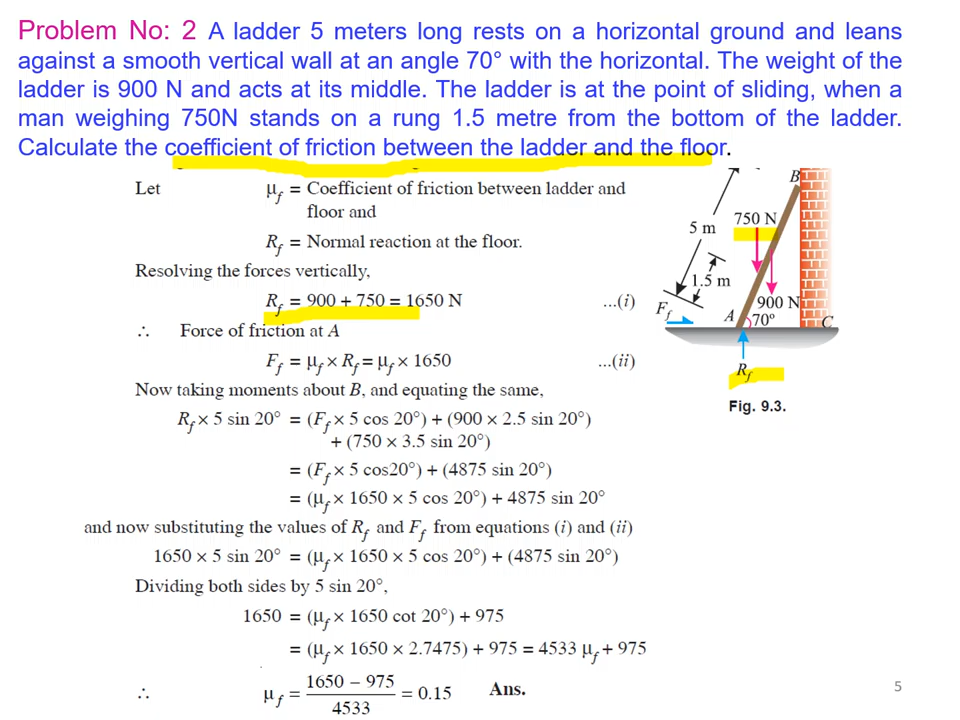 Problem No: 2 A ladder 5 meters long rests on a horizontal ground and leans
against a smooth vertical wall at an angle 70° with the horizontal. The weight of the
ladder is 900 N and acts at its middle. The ladder is at the point of sliding, when a
man weighing 750N stands on a rung 1.5 metre from the bottom of the ladder.
Calculate the coefficient of friction between the ladder and the floor.
Let μf = Coefficient of friction between ladder and
floor and
Rf = Normal reaction at the floor.
Resolving the forces vertically,
Rf = 900 + 750 = 1650 N ...(i)
∴ Force of friction at A
Ff = μf × Rf = μf × 1650 ...(ii)
Now taking moments about B, and equating the same,
Rf × 5 sin 20° = (Ff × 5 cos 20°) + (900 × 2.5 sin 20°)
+ (750 × 3.5 sin 20°)
= (Ff × 5 cos20°) + (4875 sin 20°)
= (μf × 1650 × 5 cos 20°) + 4875 sin 20°
and now substituting the values of Rf and Ff from equations (i) and (ii)
1650 × 5 sin 20° = (μf × 1650 × 5 cos 20°) + (4875 sin 20°)
Dividing both sides by 5 sin 20°,
1650 = (μf × 1650 cot 20°) + 975
= (μf × 1650 × 2.7475) + 975 = 4533 μf + 975
∴ μf = (1650 − 975)/4533 = 0.15 Ans.
B
750 N
5 m
1.5 m
900 N
Ff
A
70°
C
Rf
Fig. 9.3.
5